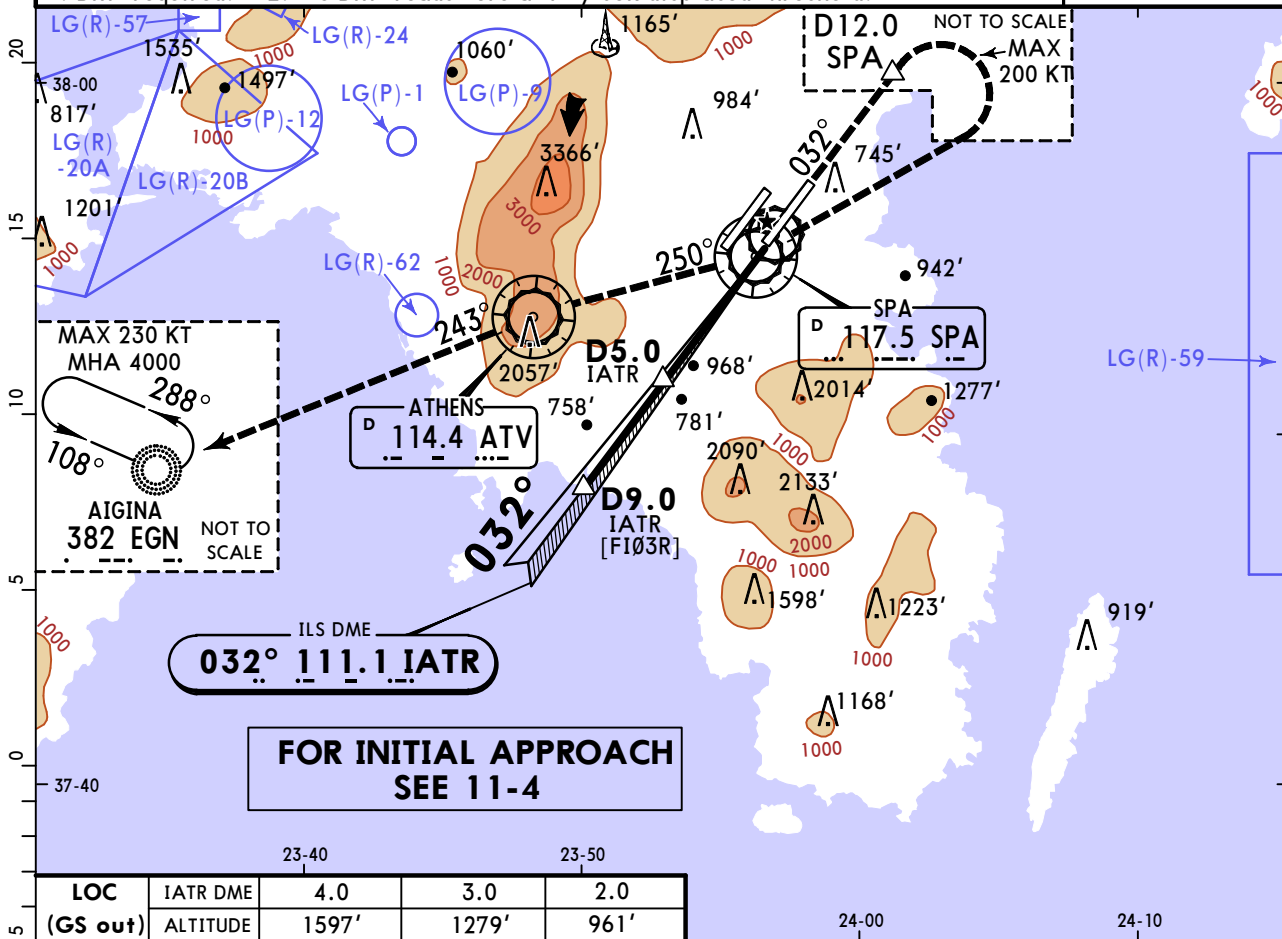 LG(R)-57
1535'
LG(R)-24
1000
1060'
1165'
1000
D12.0
SPA
NOT TO SCALE
MAX
200 KT
20
38-00
817'
1497'
LG(P)-12
1000
LG(P)-1
LG(P)-9
984'
1000
LG(R)
-20A
LG(R)-20B
3366'
3000
032°
745'
1201'
15
1000
LG(R)-62
1000
2000
250°
942'
SPA
D 117.5 SPA
LG(R)-59
243°
MAX 230 KT
MHA 4000
288°
108°
AIGINA
382 EGN
NOT TO
SCALE
2057'
D5.0
IATR
968'
2014'
1277'
1000
758'
781'
10
ATHENS
D 114.4 ATV
1000
2090'
2133'
2000
1000
032°
D9.0
IATR
[FIØ3R]
1000
1598'
1223'
1000
919'
5
1000
ILS DME
032° 111.1 IATR
1168'
1000
FOR INITIAL APPROACH
SEE 11-4
0
37-40
23-40
23-50
24-00
24-10
5
LOC
(GS out)
IATR DME 4.0 3.0 2.0
ALTITUDE 1597' 1279' 961'